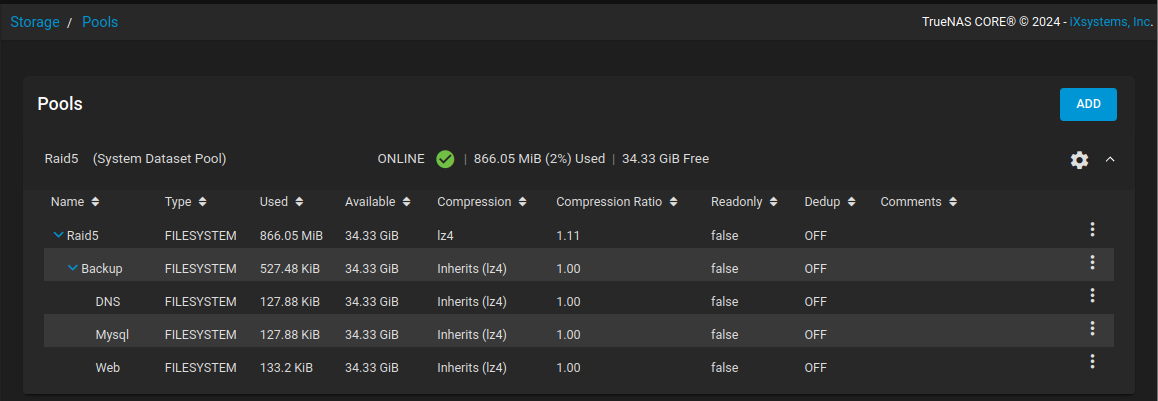 Storage / Pools TrueNAS CORE® © 2024 - iXsystems, Inc.
Pools ADD
Raid5 (System Dataset Pool) ONLINE | 866.05 MiB (2%) Used | 34.33 GiB Free
Name Type Used Available Compression Compression Ratio Readonly Dedup Comments
Raid5 FILESYSTEM 866.05 MiB 34.33 GiB lz4 1.11 false OFF
Backup FILESYSTEM 527.48 KiB 34.33 GiB Inherits (lz4) 1.00 false OFF
DNS FILESYSTEM 127.88 KiB 34.33 GiB Inherits (lz4) 1.00 false OFF
Mysql FILESYSTEM 127.88 KiB 34.33 GiB Inherits (lz4) 1.00 false OFF
Web FILESYSTEM 133.2 KiB 34.33 GiB Inherits (lz4) 1.00 false OFF